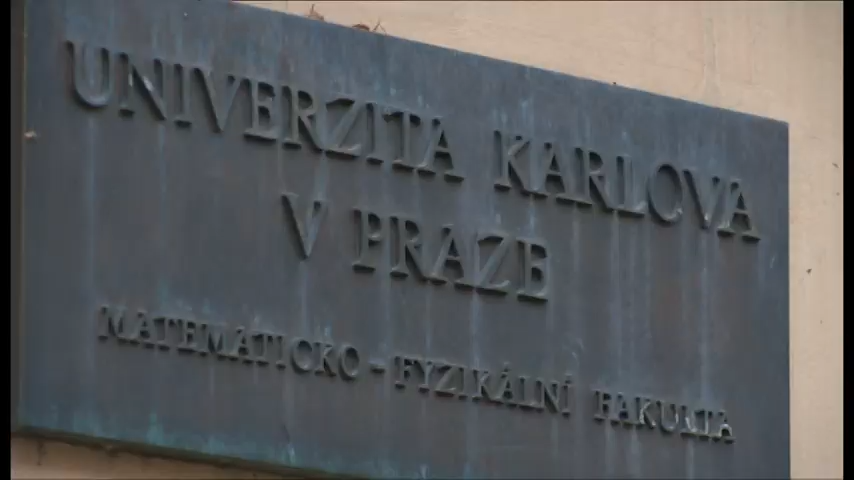 UNIVERZITA KARLOVA
V PRAZE
MATEMATICKO - FYZIKÁLNÍ FAKULTA